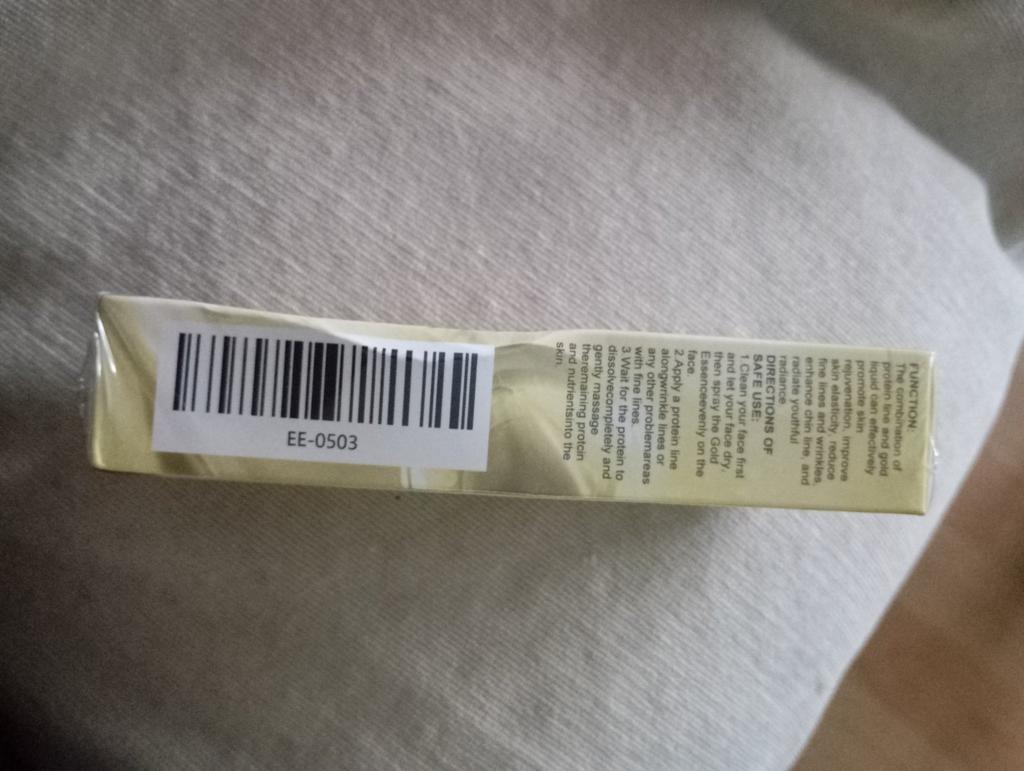 FUNCTION:
The combination of
protein line and gold
liquid can effectively
promote skin
rejuvenation, improve
skin elasticity, reduce
fine lines and wrinkles,
enhance chin line, and
radiate youthful
radiance
DIRECTIONS OF
SAFE USE:
1.Clean your face first
and let your face dry,
then spray the Gold
Essenceevenly on the
face.
2.Apply a protein line
alongwrinkle lines or
any other problemareas
with fine lines.
3.Wait for the protein to
dissolvecompletely and
gently massage
theremaining protcin
and nutrientsinto the
skin.
EE-0503